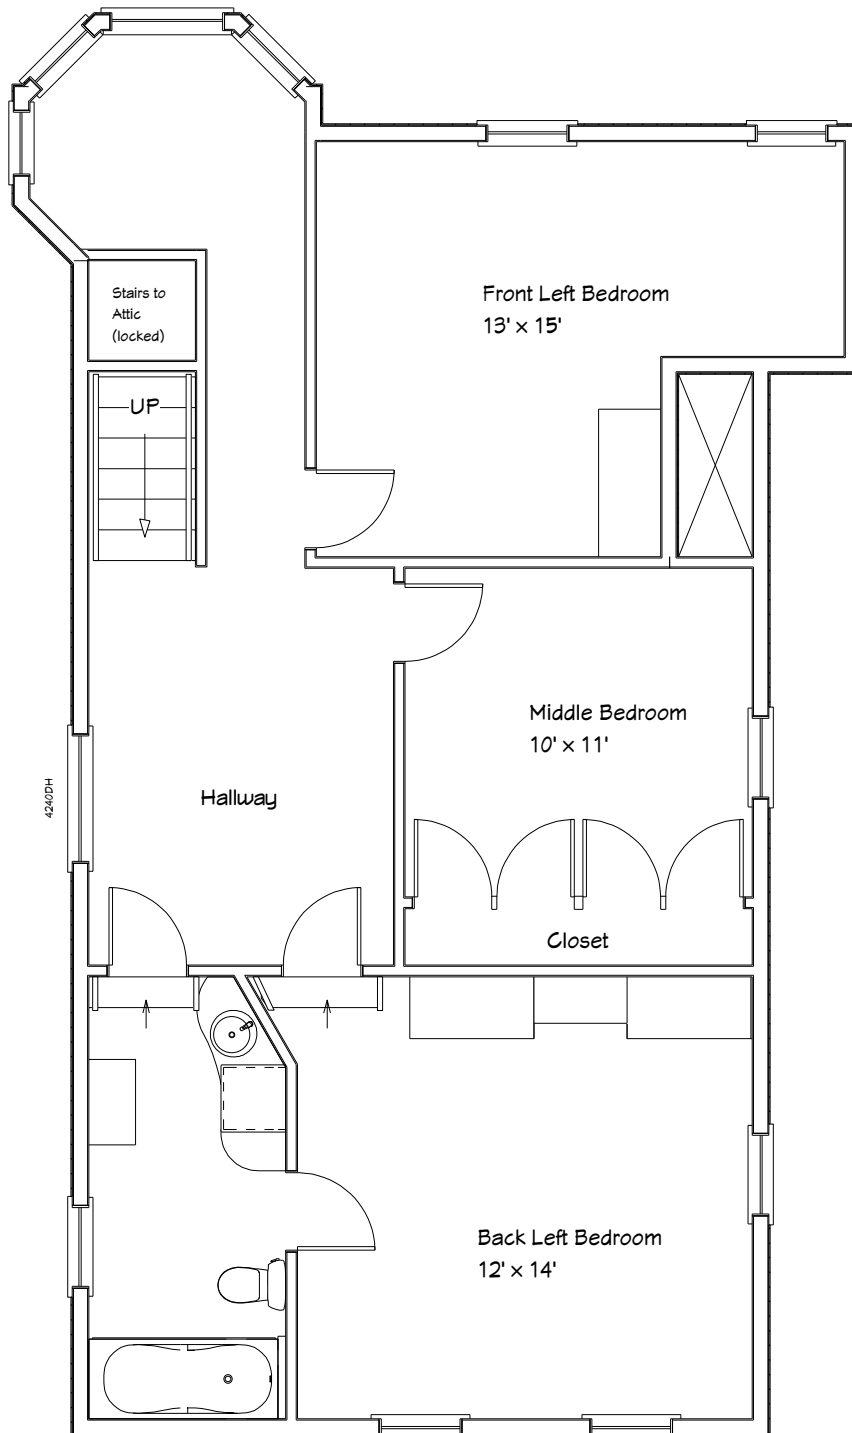 Stairs to
Attic
(locked)
Front Left Bedroom
13' x 15'
UP
Middle Bedroom
10' x 11'
4240DH
Hallway
Closet
Back Left Bedroom
12' x 14'